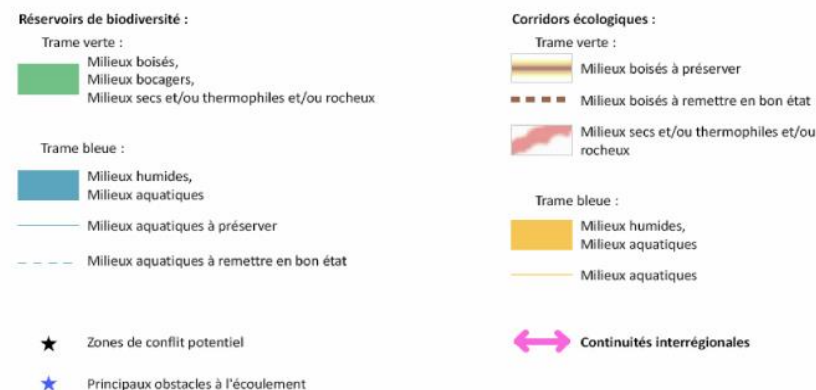 Réservoirs de biodiversité :
Trame verte :
Milieux boisés,
Milieux bocagers,
Milieux secs et/ou thermophiles et/ou rocheux
Trame bleue :
Milieux humides,
Milieux aquatiques
Milieux aquatiques à préserver
Milieux aquatiques à remettre en bon état
Zones de conflit potentiel
Principaux obstacles à l'écoulement
Corridors écologiques :
Trame verte :
Milieux boisés à préserver
Milieux boisés à remettre en bon état
Milieux secs et/ou thermophiles et/ou
rocheux
Trame bleue :
Milieux humides,
Milieux aquatiques
Milieux aquatiques
Continuités interrégionales